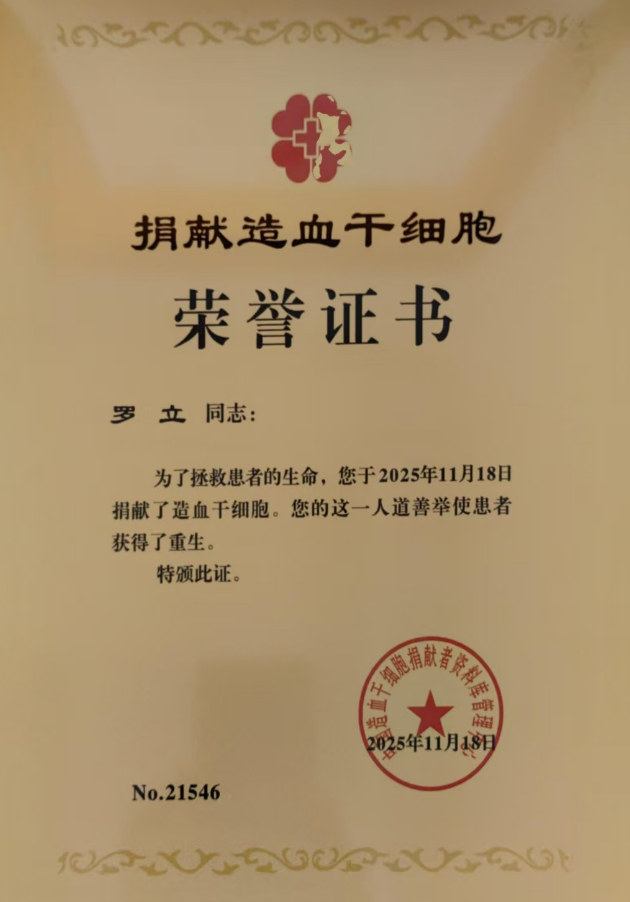 捐献造血干细胞
荣誉证书
罗 立 同志：
为了拯救患者的生命，您于2025年11月18日
捐献了造血干细胞。您的这一人道善举使患者
获得了重生。
特颁此证。
中国造血干细胞捐献者资料库管理中心
2025年11月18日
No.21546